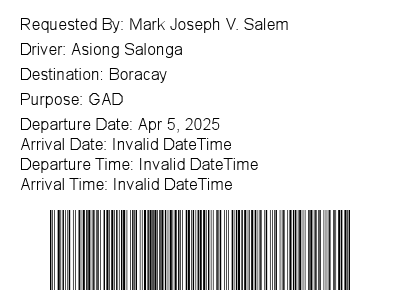 Requested By: Mark Joseph V. Salem
Driver: Asiong Salonga
Destination: Boracay
Purpose: GAD
Departure Date: Apr 5, 2025
Arrival Date: Invalid DateTime
Departure Time: Invalid DateTime
Arrival Time: Invalid DateTime